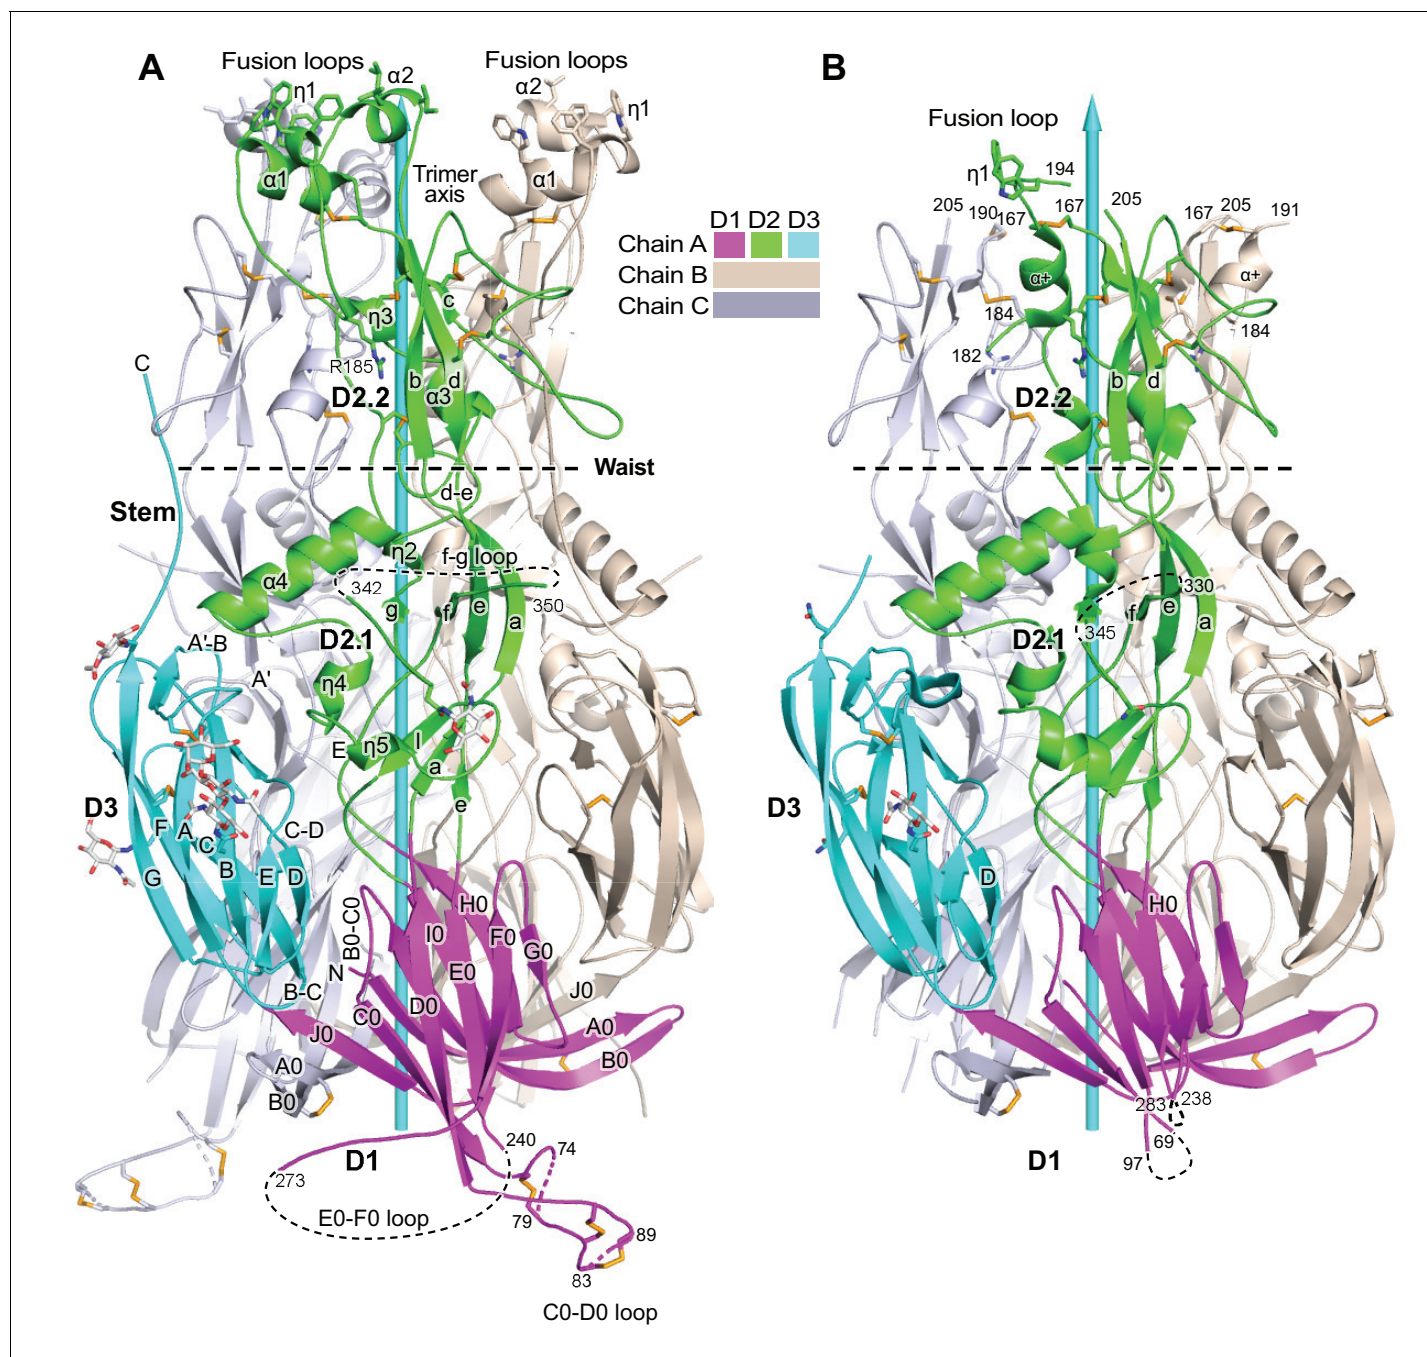 A
Fusion loops
α2
η1
α1
Fusion loops
α2
η1
α1
Trimer
axis
c
η3
R185
b
d
α3
D2.2
C
Waist
d-e
Stem
η2
f-g loop
α4
342
g
f
e
a
350
D2.1
A'-B
A'
η4
E
η5
I
a
e
D3
F
A
C
C-D
B
G
E
D
B0-C0
H0
I0
F0
G0
N
E0
B-C
C0
D0
J0
J0
A0
B0
A0
B0
D1
240
74
273
E0-F0 loop
79
89
83
C0-D0 loop
D1 D2 D3
Chain A
Chain B
Chain C
B
Fusion loop
η1
194
205
190
167
167
205
167
205
191
α+
α+
184
184
182
b
d
D2.2
330
f
e
a
345
D2.1
D3
D
H0
283
238
69
97
D1